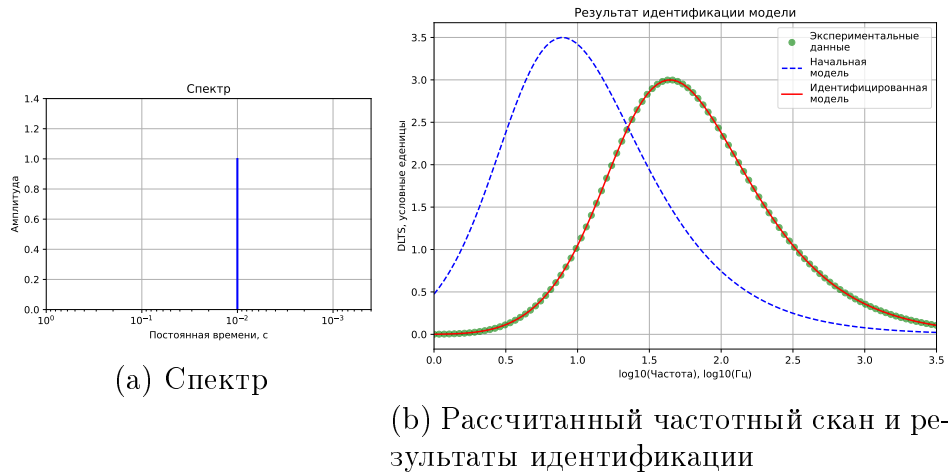 Спектр
1.4
1.2
1.0
0.8
0.6
0.4
0.2
0.0
Амплитуда
10⁰ 10⁻¹ 10⁻² 10⁻³
Постоянная времени, с
(a) Спектр
Результат идентификации модели
3.5
3.0
2.5
2.0
1.5
1.0
0.5
0.0
DLTS, условные еденицы
Экспериментальные
данные
Начальная
модель
Идентифицированная
модель
0.0 0.5 1.0 1.5 2.0 2.5 3.0 3.5
log10(Частота), log10(Гц)
(b) Рассчитанный частотный скан и ре-
зультаты идентификации